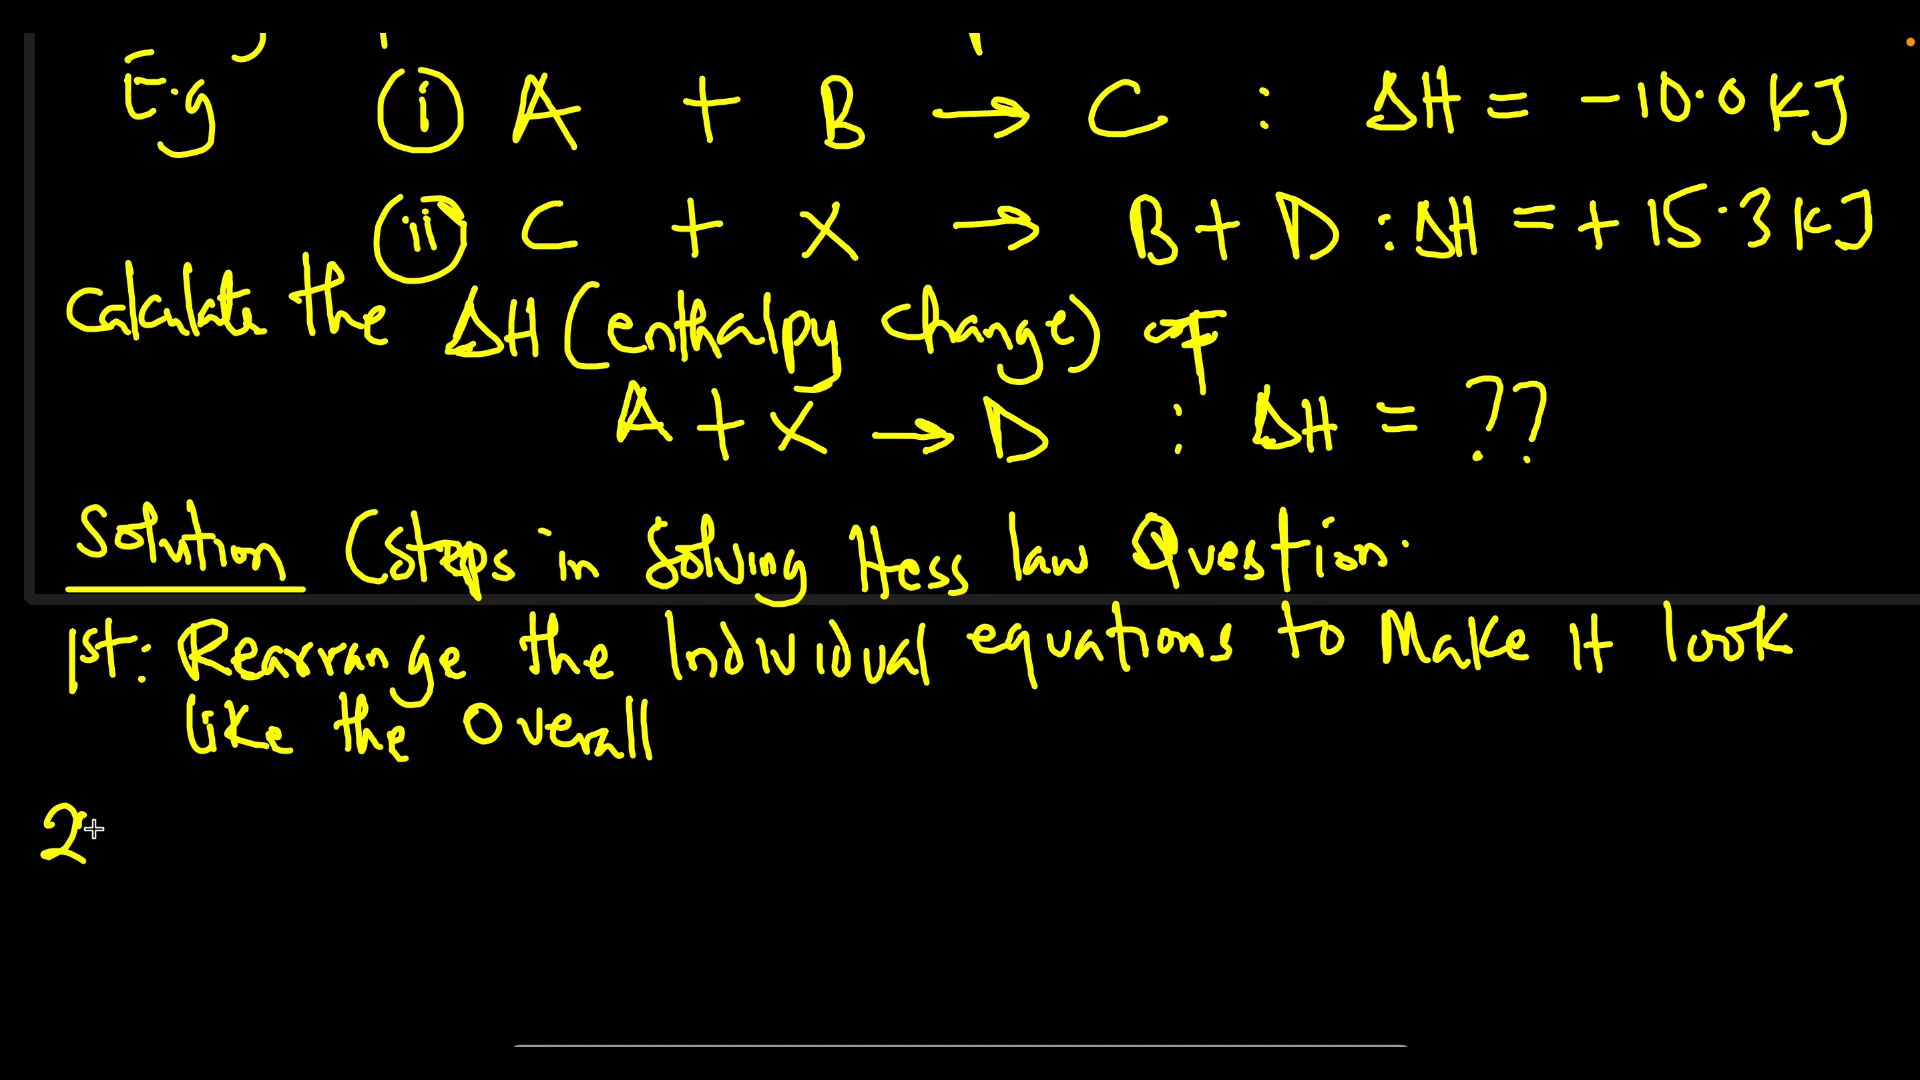 E.g (i) A + B → C : ΔH = -10.0 KJ
(ii) C + X → B + D : ΔH = + 15.3 KJ
Calculate the ΔH (enthalpy change) of
A + X → D : ΔH = ??
Solution (Steps in Solving Hess law Question.
1st: Rearrange the Individual equations to Make it look
like the Overall
2